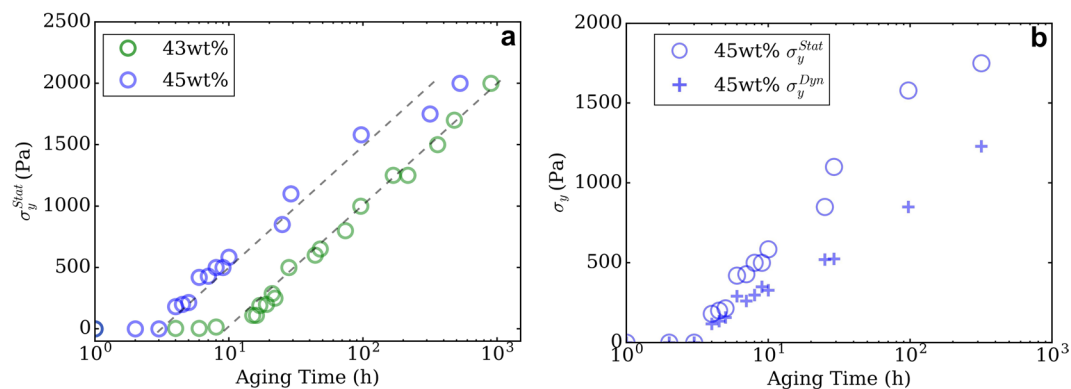 a
43wt%
45wt%
2500
2000
1500
1000
500
0
σ_y^Stat (Pa)
10^0 10^1 10^2 10^3
Aging Time (h)
b
45wt% σ_y^Stat
45wt% σ_y^Dyn
2000
1500
1000
500
0
σ_y (Pa)
10^0 10^1 10^2 10^3
Aging Time (h)